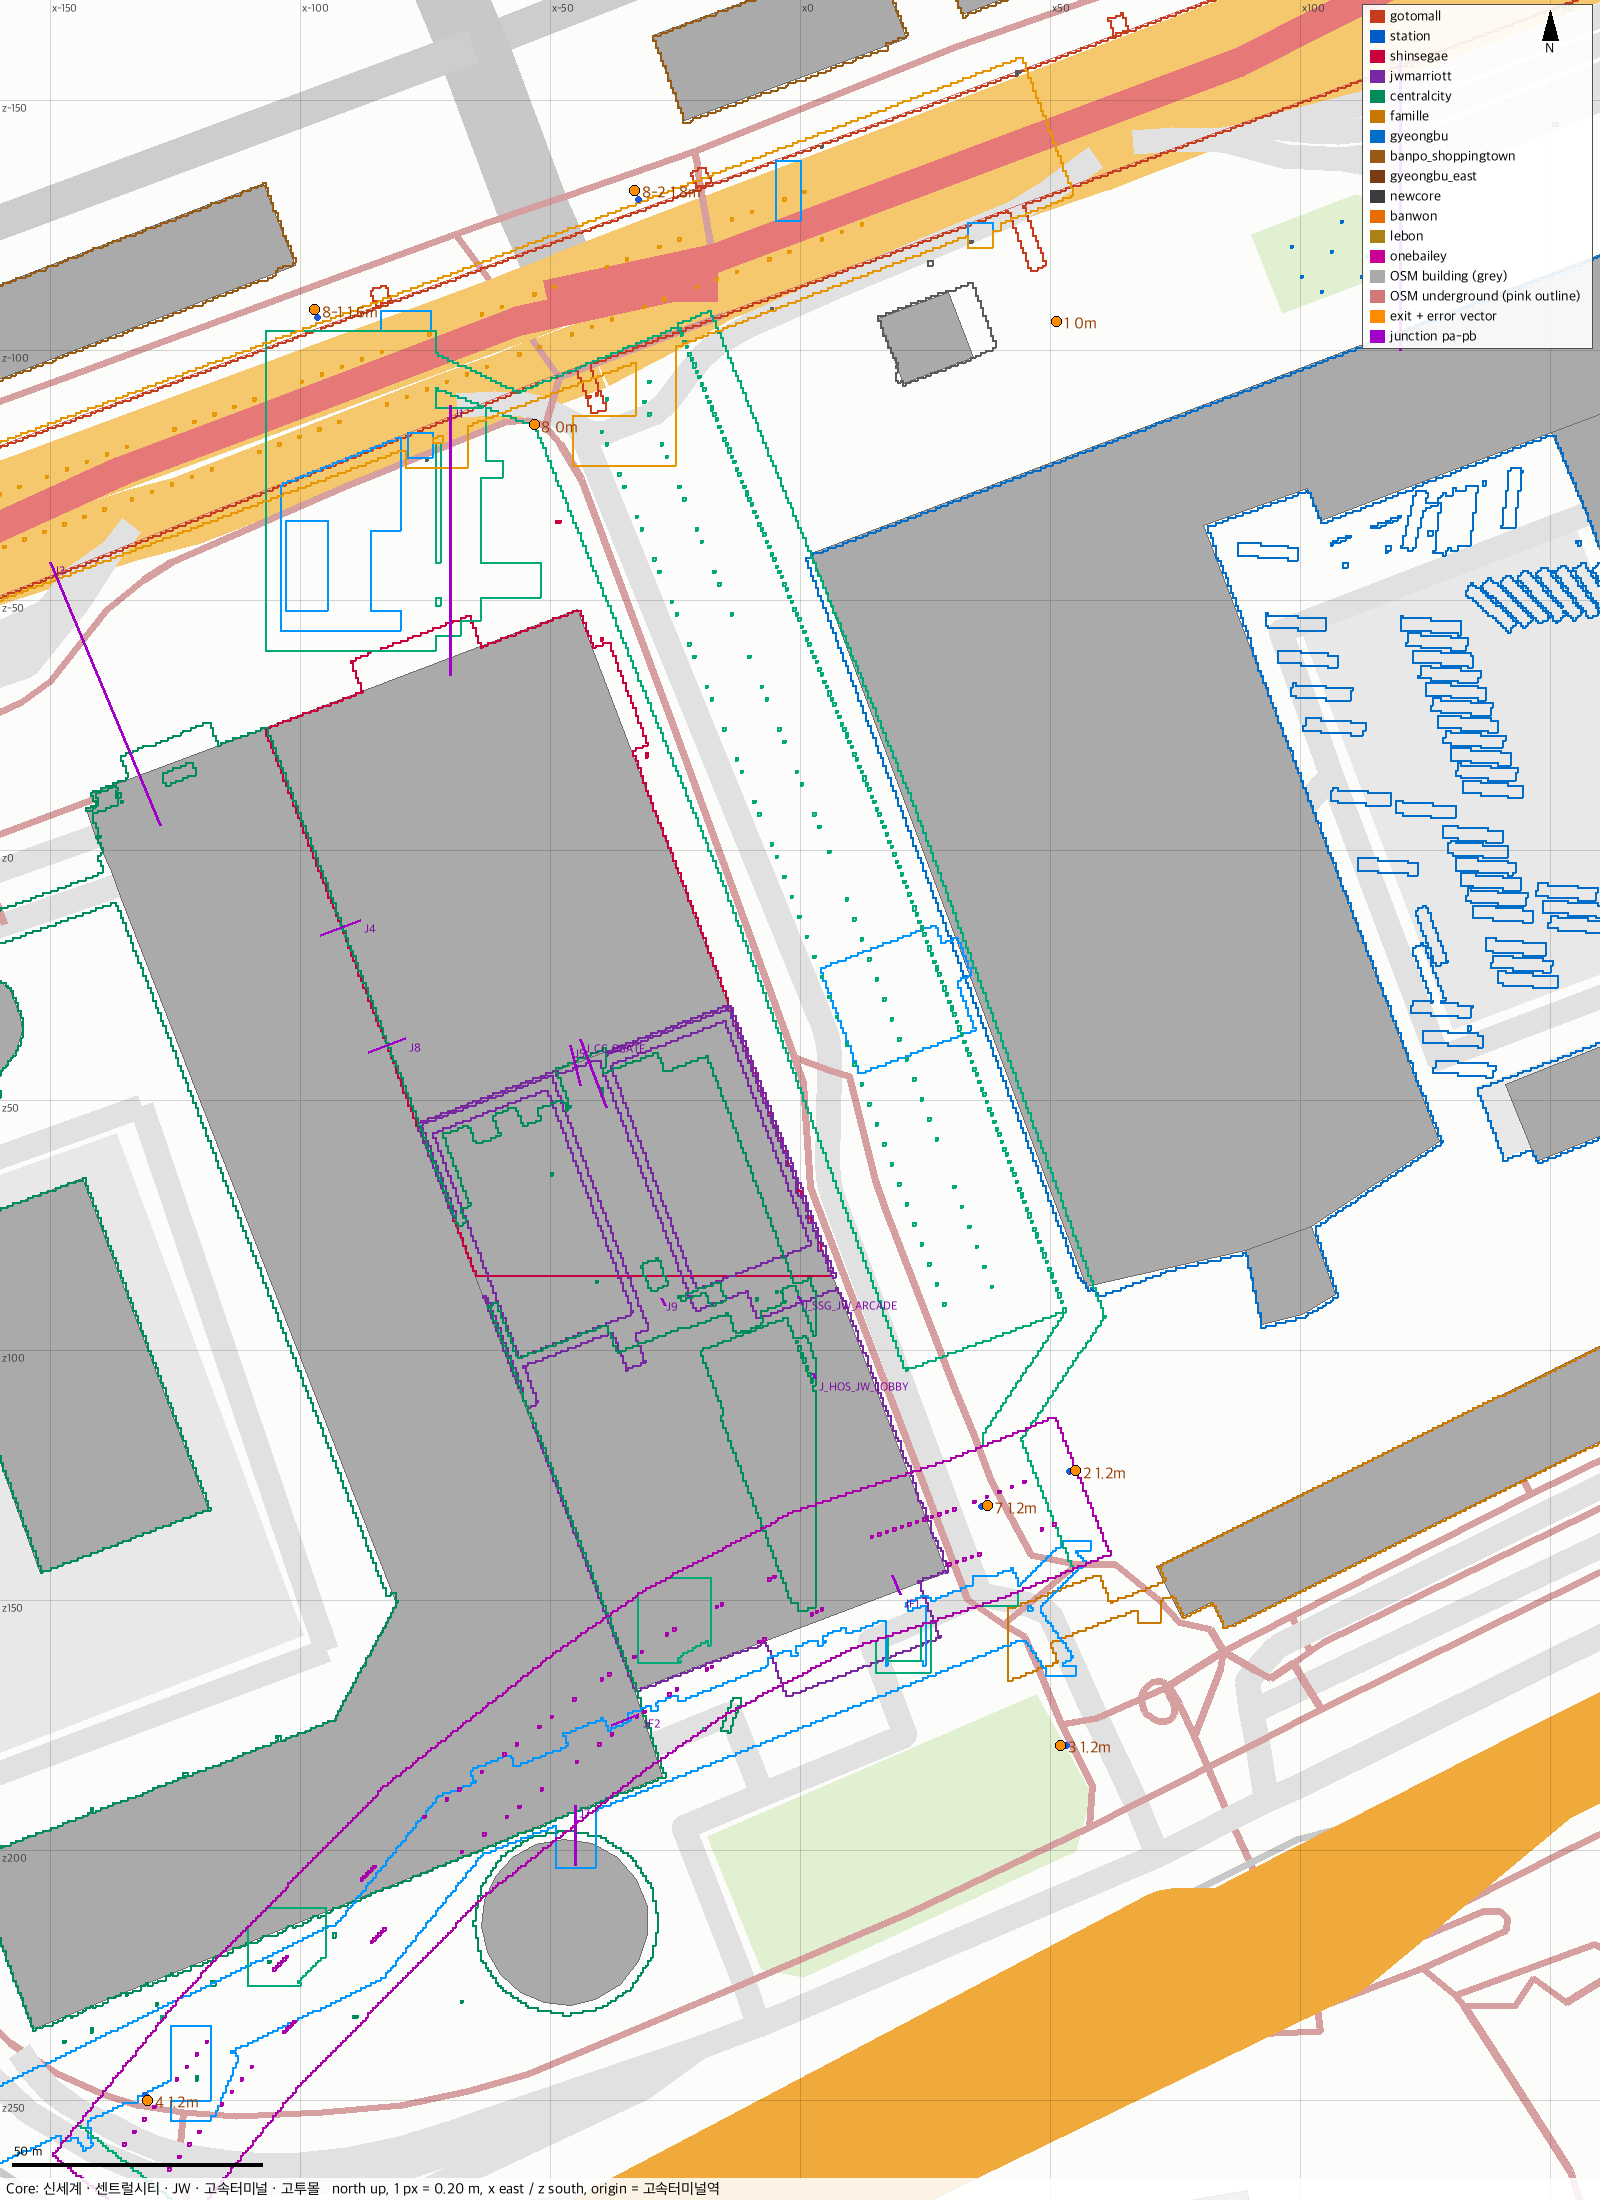 x-150
x-100
x-50
x0
x50
x100
gotomall
station
shinsegae
jwmarriott
centralcity
famille
gyeongbu
banpo_shoppingtown
gyeongbu_east
newcore
banwon
lebon
onebailey
OSM building (grey)
OSM underground (pink outline)
exit + error vector
junction pa-pb
N
z-150
8-2 1.8m
8-1 1.6m
1 0m
z-100
8 0m
z-50
z0
J4
J8
z50
J9
J_SSG_JW_ARCADE
z100
J_HOS_JW_LOBBY
2 1.2m
7 1.2m
z150
3 1.2m
z200
4 1.2m
z250
50 m
Core: 신세계 · 센트럴시티 · JW · 고속터미널 · 고투몰 north up, 1 px = 0.20 m, x east / z south, origin = 고속터미널역